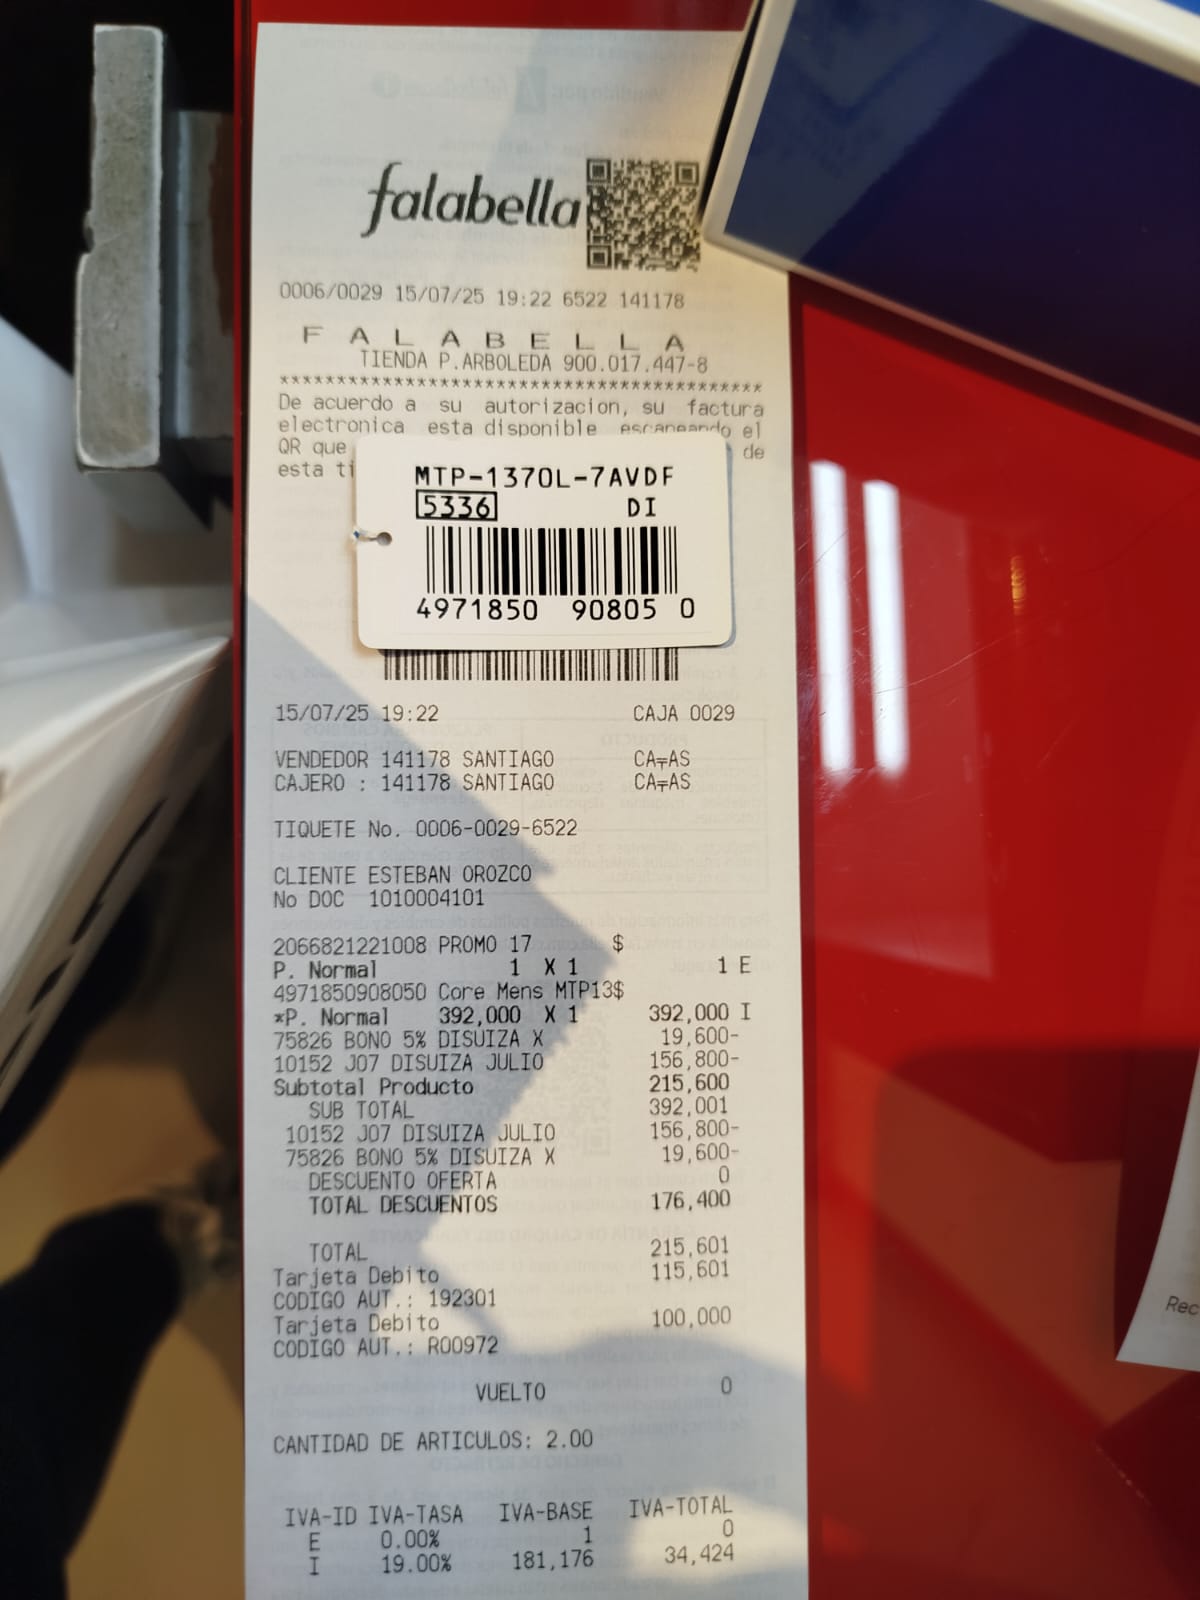 falabella
0006/0029 15/07/25 19:22 6522 141178
F A L A B E L L A
TIENDA P.ARBOLEDA 900.017.447-8
*****************************************
De acuerdo a su autorizacion, su factura
electronica esta disponible escaneando el
QR que de
esta ti
MTP-1370L-7AVDF
5336 DI
4971850 90805 0
15/07/25 19:22 CAJA 0029
VENDEDOR 141178 SANTIAGO
CAJERO : 141178 SANTIAGO
TIQUETE No. 0006-0029-6522
CLIENTE ESTEBAN OROZCO
No DOC 1010004101
2066821221008 PROMO 17 $
P. Normal 1 X 1 1 E
4971850908050 Core Mens MTP13$
*P. Normal 392,000 X 1 392,000 I
75826 BONO 5% DISUIZA X 19,600-
10152 J07 DISUIZA JULIO 156,800-
Subtotal Producto 215,600
SUB TOTAL 392,001
10152 J07 DISUIZA JULIO 156,800-
75826 BONO 5% DISUIZA X 19,600-
DESCUENTO OFERTA 0
TOTAL DESCUENTOS 176,400
TOTAL 215,601
Tarjeta Debito 115,601
CODIGO AUT.: 192301
Tarjeta Debito 100,000
CODIGO AUT.: R00972
VUELTO 0
CANTIDAD DE ARTICULOS: 2.00
IVA-ID IVA-TASA IVA-BASE IVA-TOTAL
E 0.00% 1 0
I 19.00% 181,176 34,424
Rec